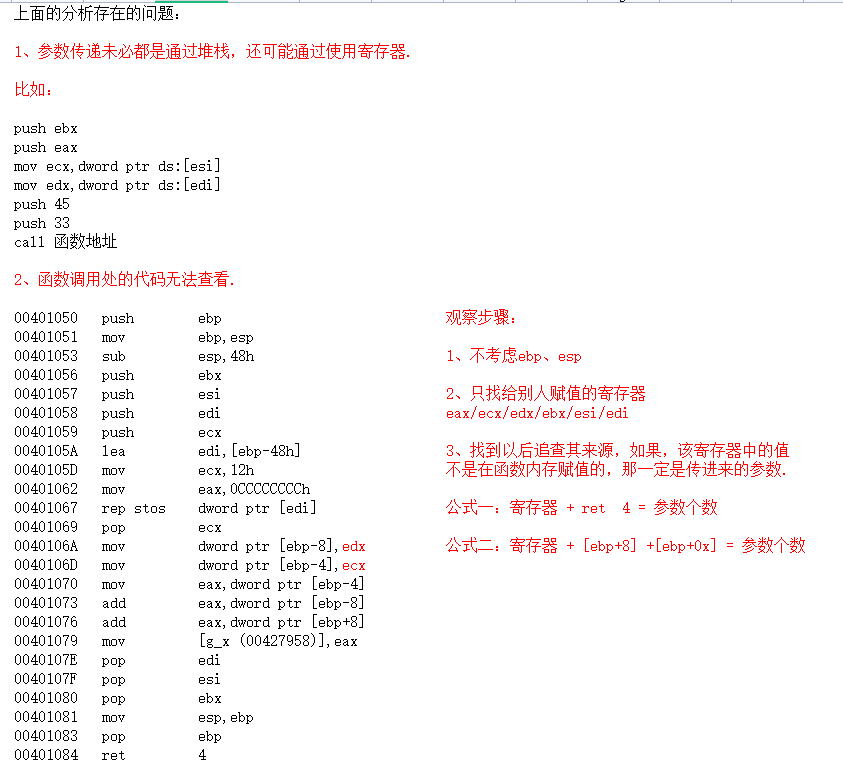 上面的分析存在的问题：
1、参数传递未必都是通过堆栈，还可能通过使用寄存器.
比如：
push ebx
push eax
mov ecx,dword ptr ds:[esi]
mov edx,dword ptr ds:[edi]
push 45
push 33
call 函数地址
2、函数调用处的代码无法查看.
00401050 push ebp
00401051 mov ebp,esp
00401053 sub esp,48h
00401056 push ebx
00401057 push esi
00401058 push edi
00401059 push ecx
0040105A lea edi,[ebp-48h]
0040105D mov ecx,12h
00401062 mov eax,0CCCCCCCCh
00401067 rep stos dword ptr [edi]
00401069 pop ecx
0040106A mov dword ptr [ebp-8],edx
0040106D mov dword ptr [ebp-4],ecx
00401070 mov eax,dword ptr [ebp-4]
00401073 add eax,dword ptr [ebp-8]
00401076 add eax,dword ptr [ebp+8]
00401079 mov [g_x (00427958)],eax
0040107E pop edi
0040107F pop esi
00401080 pop ebx
00401081 mov esp,ebp
00401083 pop ebp
00401084 ret 4
观察步骤：
1、不考虑ebp、esp
2、只找给别人赋值的寄存器
eax/ecx/edx/ebx/esi/edi
3、找到以后追查其来源，如果，该寄存器中的值
不是在函数内存赋值的，那一定是传进来的参数.
公式一：寄存器 + ret 4 = 参数个数
公式二：寄存器 + [ebp+8] +[ebp+0x] = 参数个数